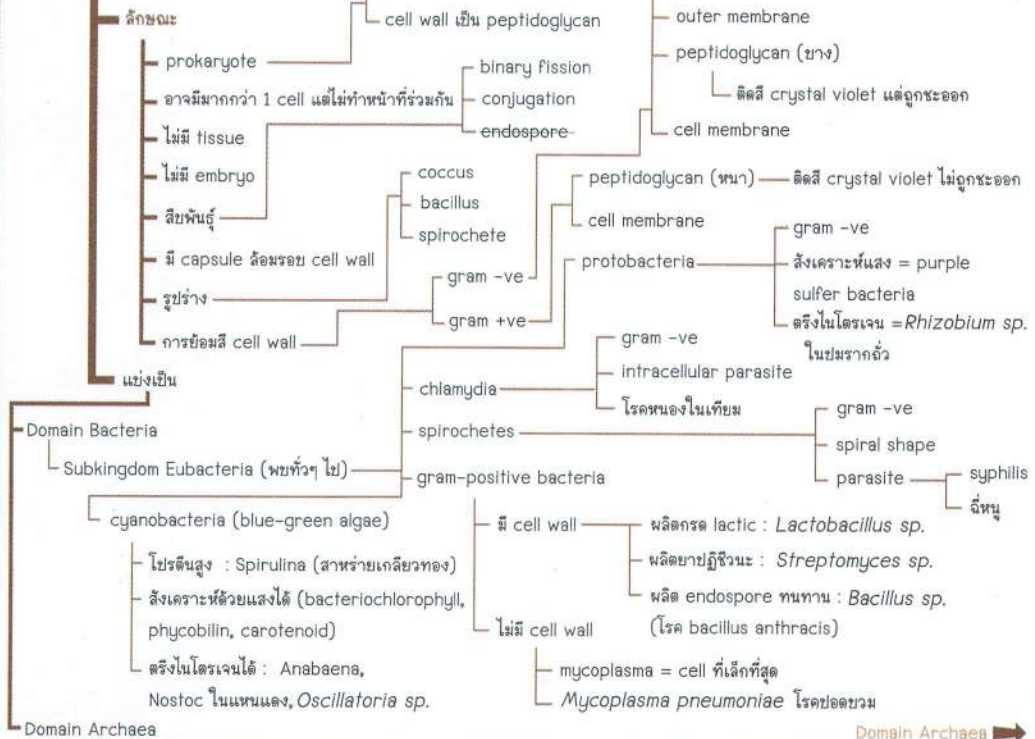 ลักษณะ
cell wall เป็น peptidoglycan
prokaryote
อาจมีมากกว่า 1 cell แต่ไม่ทำหน้าที่ร่วมกัน
ไม่มี tissue
ไม่มี embryo
สืบพันธุ์
binary fission
conjugation
endospore
มี capsule ล้อมรอบ cell wall
รูปร่าง
coccus
bacillus
spirochete
การย้อมสี cell wall
gram -ve
outer membrane
peptidoglycan (บาง)
ติดสี crystal violet แต่ถูกชะออก
cell membrane
gram +ve
peptidoglycan (หนา)
ติดสี crystal violet ไม่ถูกชะออก
cell membrane
แบ่งเป็น
Domain Bacteria
Subkingdom Eubacteria (พบทั่วๆ ไป)
protobacteria
gram -ve
สังเคราะห์แสง = purple
sulfer bacteria
ตรึงไนโตรเจน = Rhizobium sp.
ในปมรากถั่ว
chlamydia
gram -ve
intracellular parasite
โรคหนองในเทียม
spirochetes
gram -ve
spiral shape
parasite
syphilis
ฉี่หนู
gram-positive bacteria
มี cell wall
ผลิตกรด lactic : Lactobacillus sp.
ผลิตยาปฏิชีวนะ : Streptomyces sp.
ผลิต endospore ทนทาน : Bacillus sp.
(โรค bacillus anthracis)
ไม่มี cell wall
mycoplasma = cell ที่เล็กที่สุด
Mycoplasma pneumoniae โรคปอดบวม
cyanobacteria (blue-green algae)
โปรตีนสูง : Spirulina (สาหร่ายเกลียวทอง)
สังเคราะห์ด้วยแสงได้ (bacteriochlorophyll,
phycobilin, carotenoid)
ตรึงไนโตรเจนได้ : Anabaena,
Nostoc ในแหนแดง, Oscillatoria sp.
Domain Archaea
Domain Archaea